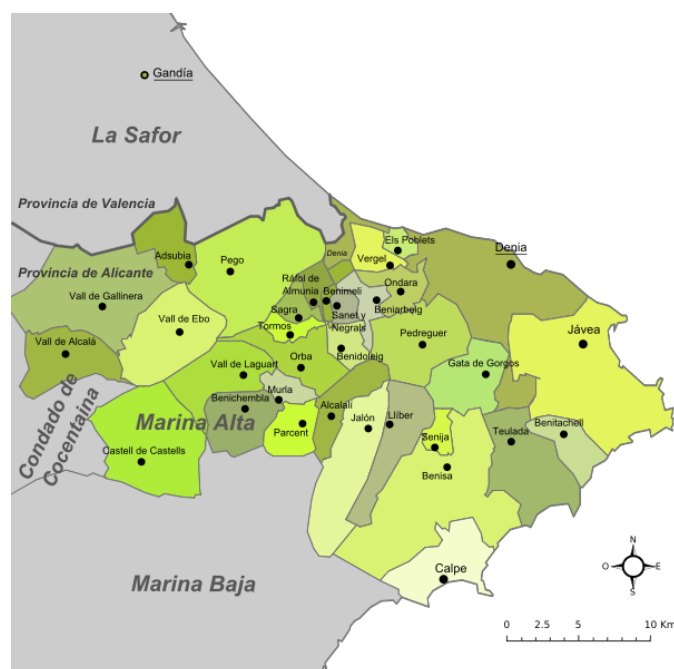 Gandía
La Safor
Provincia de Valencia
Els Poblets
Denia
Adsubia
Pego
Denia
Vergel
Provincia de Alicante
Ráfol de
Almunia
Benimeli
Ondara
Vall de Gallinera
Sagra
Sanet y
Negrals
Beniarbeig
Vall de Ebo
Tormos
Jávea
Vall de Alcalá
Pedreguer
Benidoleig
Orba
Vall de Laguart
Gata de Gorgos
Murla
Benichembla
Condado de
Cocentaina
Marina Alta
Alcalalí
Parcent
Jalón
Llíber
Senija
Teulada
Benitachell
Castell de Castells
Benisa
Calpe
Marina Baja
N
O
E
S
0 2.5 5 10 Km